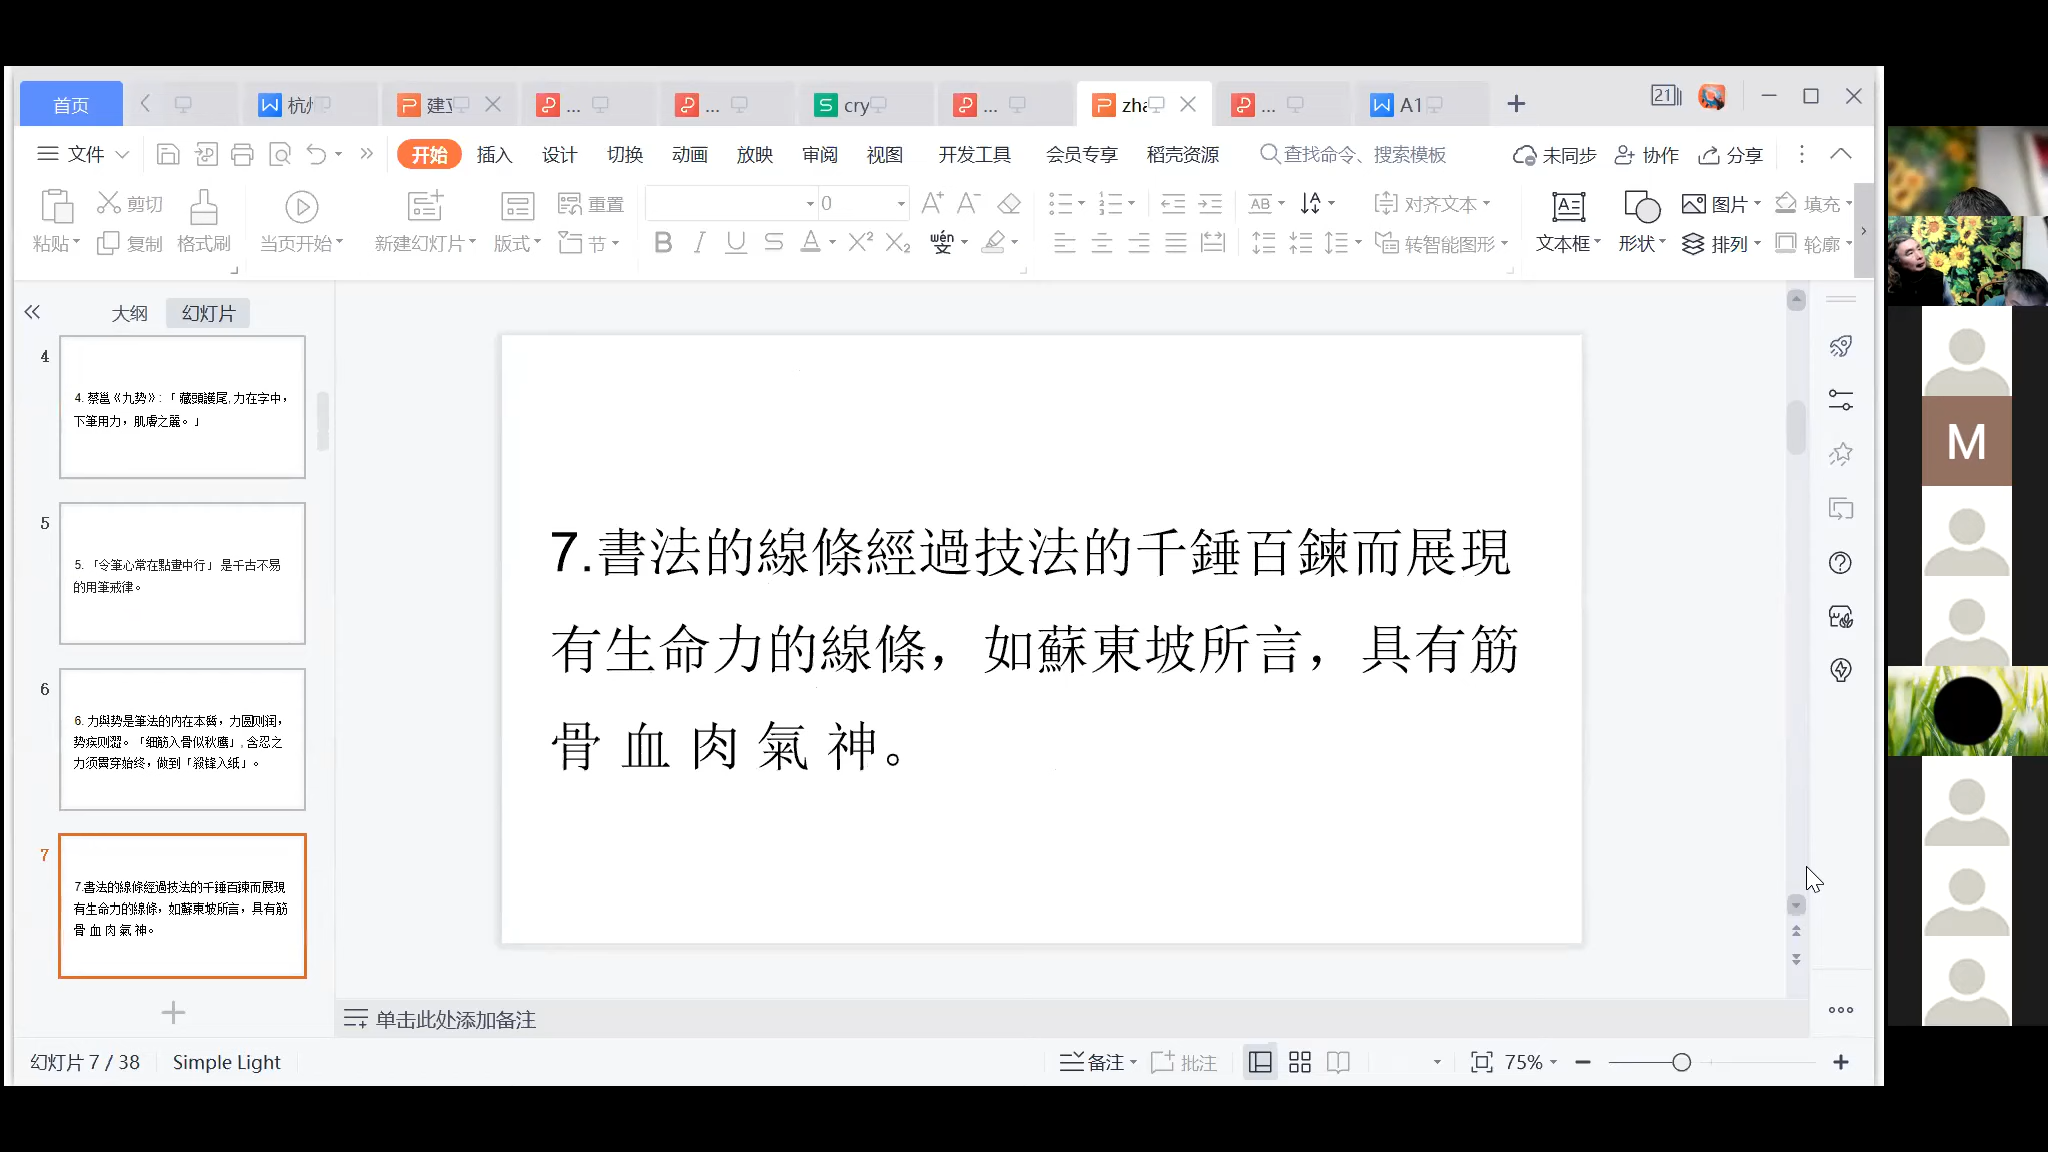 首页
杭州
建立
...
...
cry
...
zha
...
A1
21
文件
开始
插入
设计
切换
动画
放映
审阅
视图
开发工具
会员专享
稻壳资源
查找命令、搜索模板
未同步
协作
分享
粘贴
剪切
复制
格式刷
当页开始
新建幻灯片
版式
重置
节
0
B I U S A X² X₂ wén 文
AB
对齐文本
转智能图形
文本框
形状
图片
排列
填充
轮廓
大纲
幻灯片
4
4. 蔡邕《九势》:「藏頭護尾,力在字中,
下筆用力，肌膚之麗。」
5
5.「令筆心常在點畫中行」是千古不易
的用筆戒律。
6
6. 力與势是筆法的内在本質，力圆则润，
势疾则澀。「细筋入骨似秋鷹」,含忍之
力须贯穿始终，做到「殺锋入纸」。
7
7.書法的線條經過技法的千錘百鍊而展現
有生命力的線條，如蘇東坡所言，具有筋
骨 血 肉 氣 神。
7.書法的線條經過技法的千錘百鍊而展現
有生命力的線條，如蘇東坡所言，具有筋
骨 血 肉 氣 神。
单击此处添加备注
幻灯片 7 / 38
Simple Light
备注
批注
75%
M